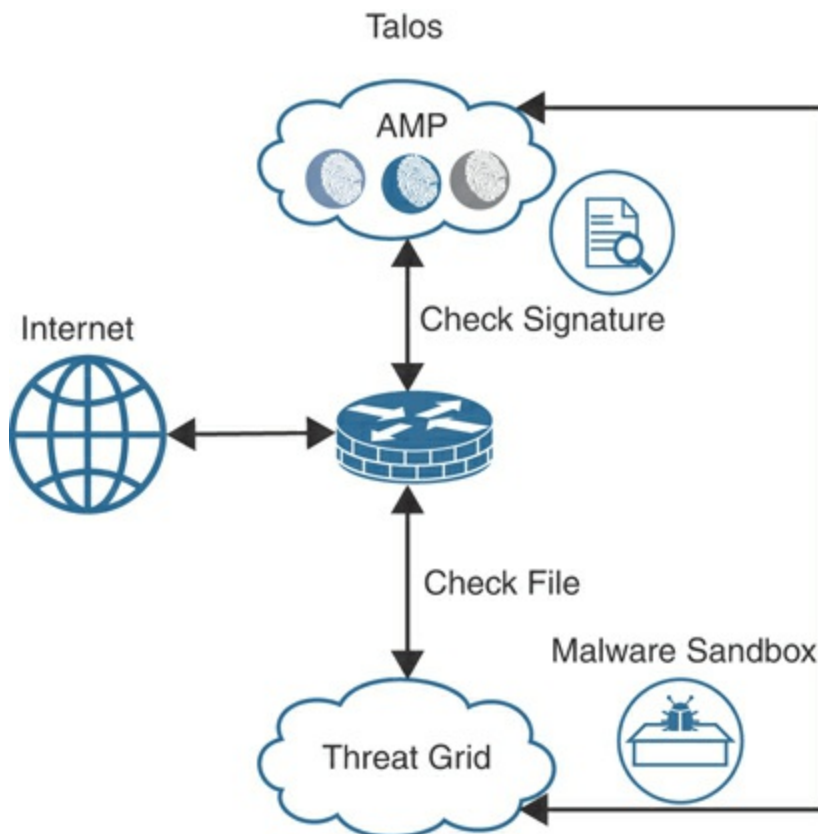 Talos
AMP
Check Signature
Internet
Check File
Malware Sandbox
Threat Grid